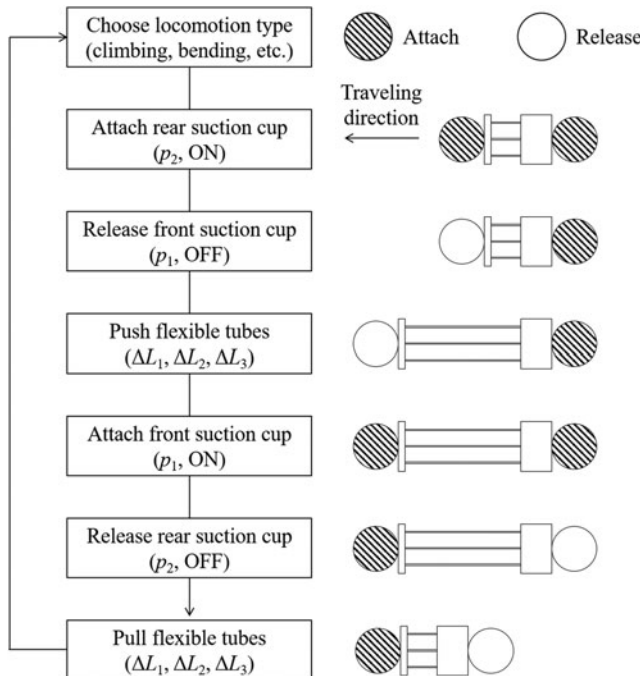 Choose locomotion type
(climbing, bending, etc.)
Attach
Release
Traveling
direction
Attach rear suction cup
(p₂, ON)
Release front suction cup
(p₁, OFF)
Push flexible tubes
(ΔL₁, ΔL₂, ΔL₃)
Attach front suction cup
(p₁, ON)
Release rear suction cup
(p₂, OFF)
Pull flexible tubes
(ΔL₁, ΔL₂, ΔL₃)